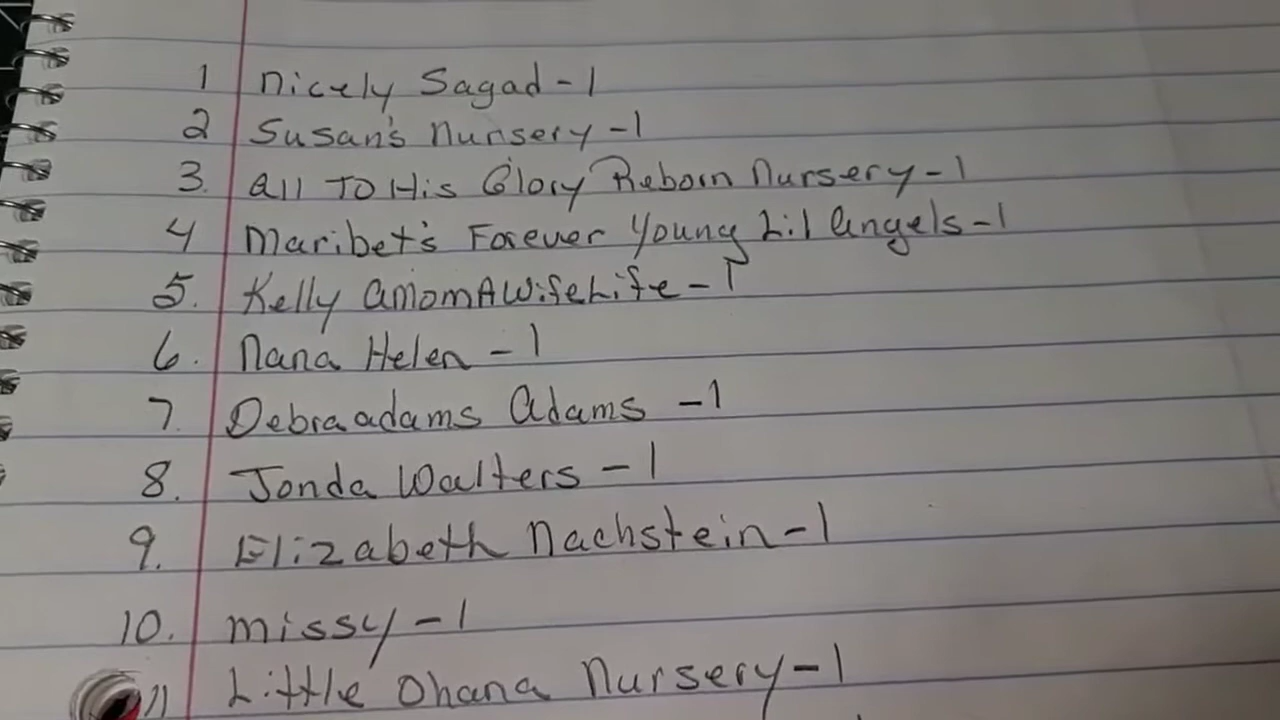 1 Nicely Sagad-1
2 Susan's Nursery-1
3. All To His Glory Reborn Nursery-1
4 Maribet's Forever Young Lil Angels-1
5. Kelly AMomAWifeLife-1
6. Nana Helen-1
7. Debraadams Adams-1
8. Jonda Walters-1
9. Elizabeth Nachstein-1
10. Missy-1
11 Little Ohana Nursery-1